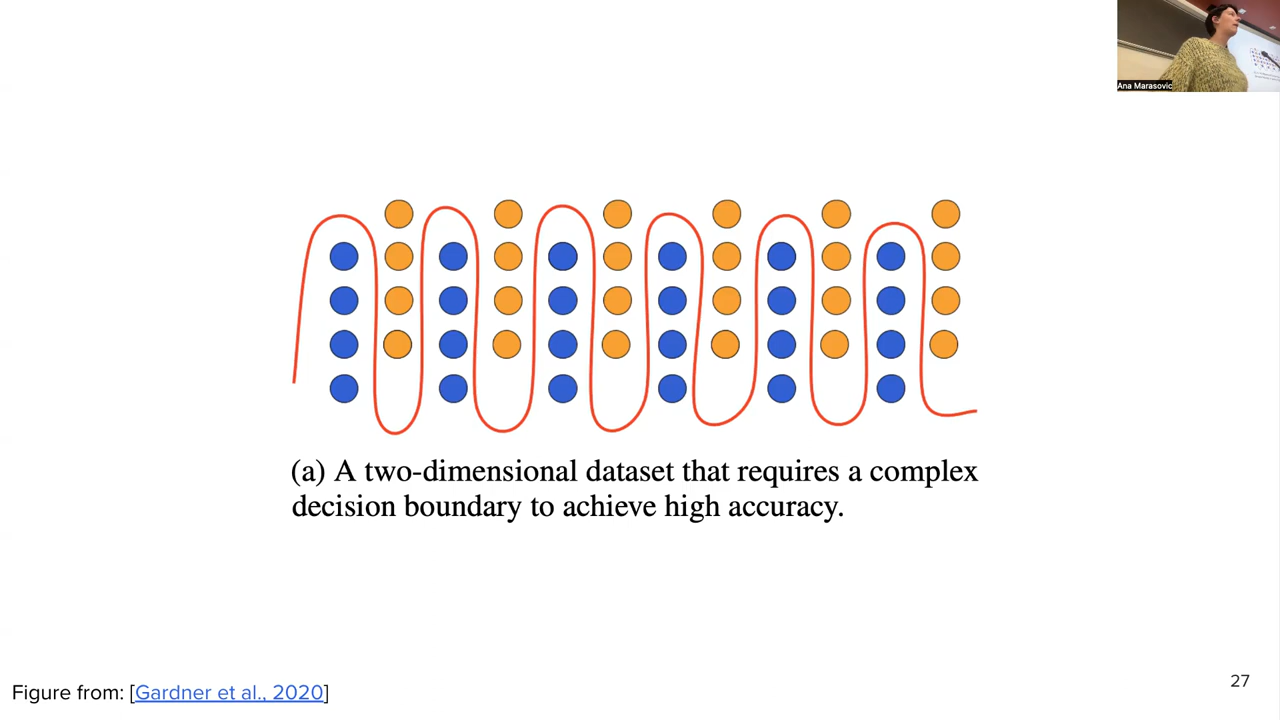 Ana Marasovic
(a) A two-dimensional dataset that requires a complex
decision boundary to achieve high accuracy.
Figure from: [Gardner et al., 2020]
27